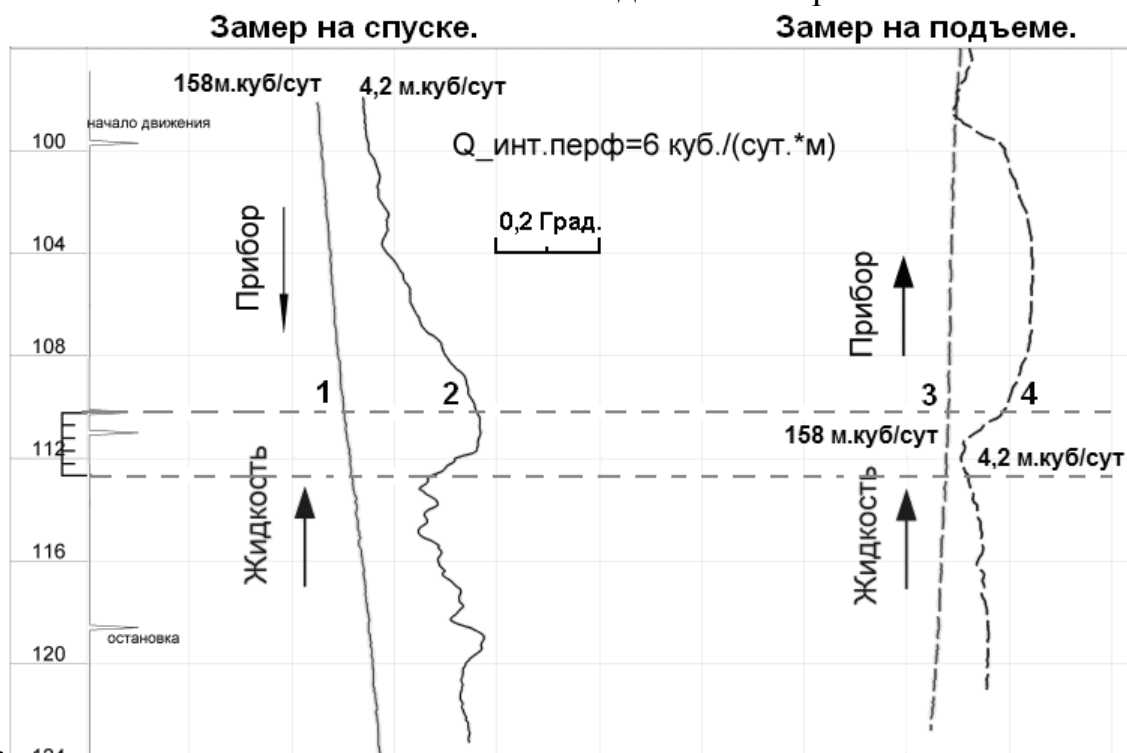 Замер на спуске. Замер на подъеме.
158м.куб/сут 4,2 м.куб/сут
начало движения
100
Q_инт.перф=6 куб./(сут.*м)
Прибор
0,2 Град.
104
Прибор
108
1 2 3 4
158 м.куб/сут
112
4,2 м.куб/сут
Жидкость
Жидкость
116
остановка
120